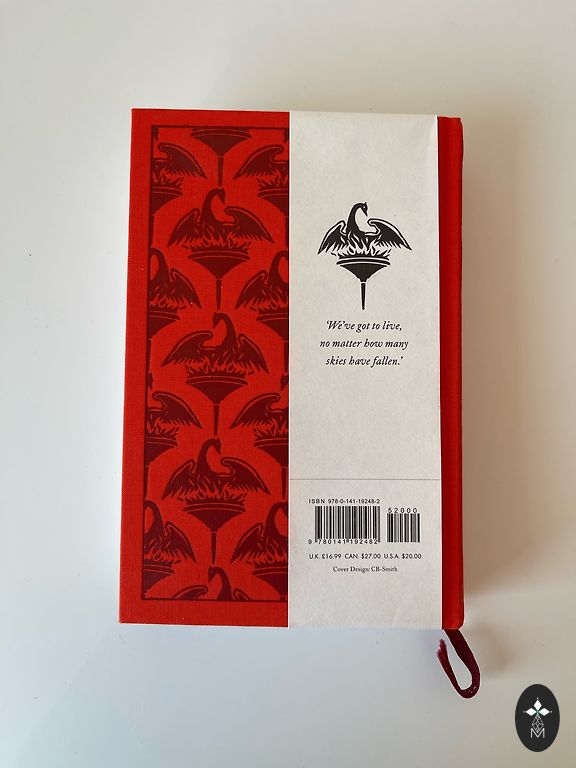 ‘We’ve got to live,
no matter how many
skies have fallen.’
ISBN 978-0-141-19248-2
52000
9 780141 192482
U.K. £16.99 CAN. $27.00 U.S.A. $20.00
Cover Design: CB-Smith
M